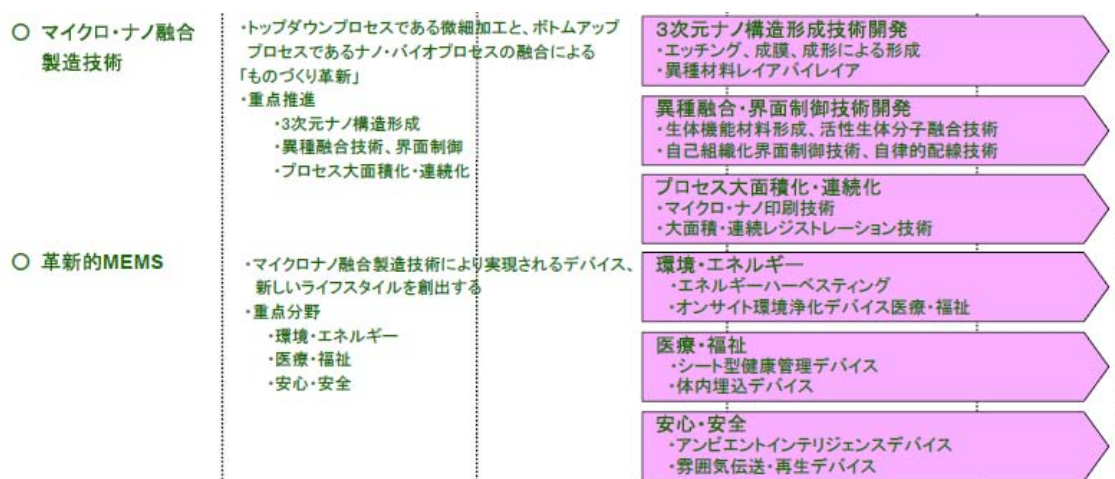 ○ マイクロ・ナノ融合
製造技術
・トップダウンプロセスである微細加工と、ボトムアップ
プロセスであるナノ・バイオプロセスの融合による
「ものづくり革新」
・重点推進
・3次元ナノ構造形成
・異種融合技術、界面制御
・プロセス大面積化・連続化
3次元ナノ構造形成技術開発
・エッチング、成膜、成形による形成
・異種材料レイアバイレイア
異種融合・界面制御技術開発
・生体機能材料形成、活性生体分子融合技術
・自己組織化界面制御技術、自律的配線技術
プロセス大面積化・連続化
・マイクロ・ナノ印刷技術
・大面積・連続レジストレーション技術
○ 革新的MEMS
・マイクロナノ融合製造技術により実現されるデバイス、
新しいライフスタイルを創出する
・重点分野
・環境・エネルギー
・医療・福祉
・安心・安全
環境・エネルギー
・エネルギーハーベスティング
・オンサイト環境浄化デバイス医療・福祉
医療・福祉
・シート型健康管理デバイス
・体内埋込デバイス
安心・安全
・アンビエントインテリジェンスデバイス
・雰囲気伝送・再生デバイス